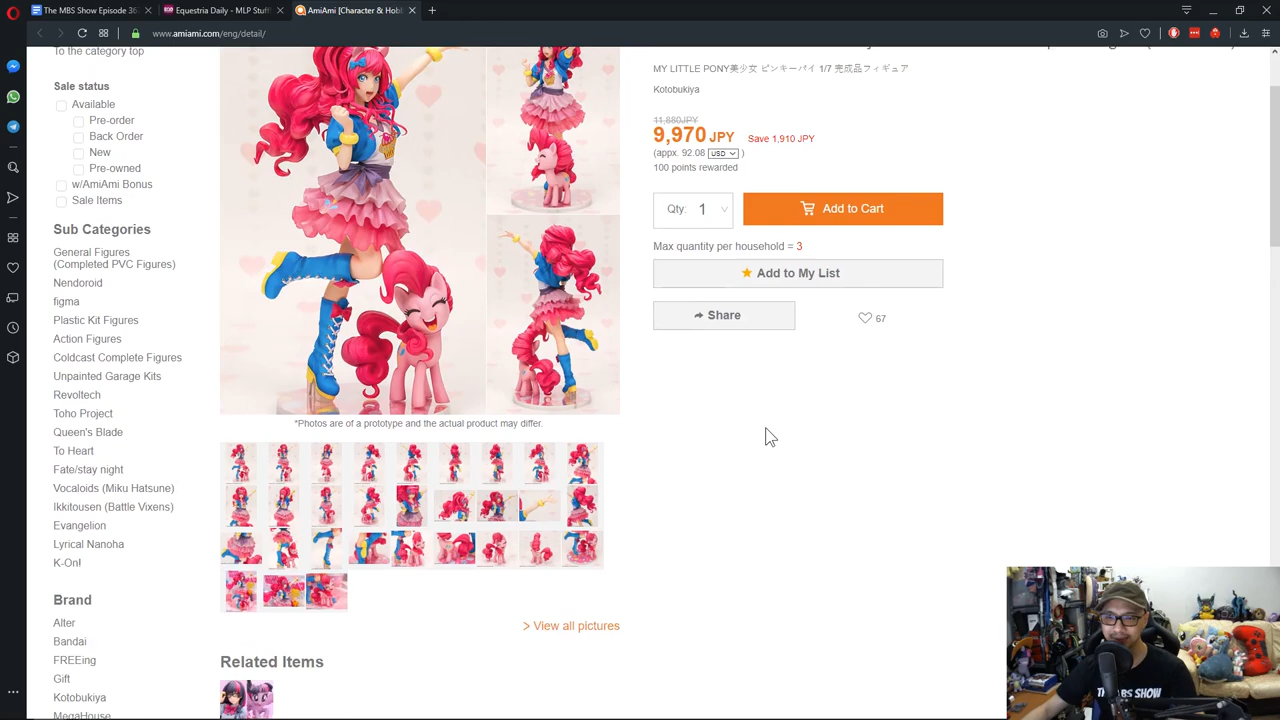 The MBS Show Episode 36
Equestria Daily - MLP Stuff
AmiAmi [Character & Hob
www.amiami.com/eng/detail/
To the category top
Sale status
Available
Pre-order
Back Order
New
Pre-owned
w/AmiAmi Bonus
Sale Items
Sub Categories
General Figures
(Completed PVC Figures)
Nendoroid
figma
Plastic Kit Figures
Action Figures
Coldcast Complete Figures
Unpainted Garage Kits
Revoltech
Toho Project
Queen's Blade
To Heart
Fate/stay night
Vocaloids (Miku Hatsune)
Ikkitousen (Battle Vixens)
Evangelion
Lyrical Nanoha
K-On!
Brand
Alter
Bandai
FREEing
Gift
Kotobukiya
MegaHouse
*Photos are of a prototype and the actual product may differ.
> View all pictures
Related Items
MY LITTLE PONY美少女 ピンキーパイ 1/7 完成品フィギュア
Kotobukiya
11,880JPY
9,970 JPY Save 1,910 JPY
(appx. 92.08 USD )
100 points rewarded
Qty: 1
Add to Cart
Max quantity per household = 3
Add to My List
Share
67
THE MBS SHOW